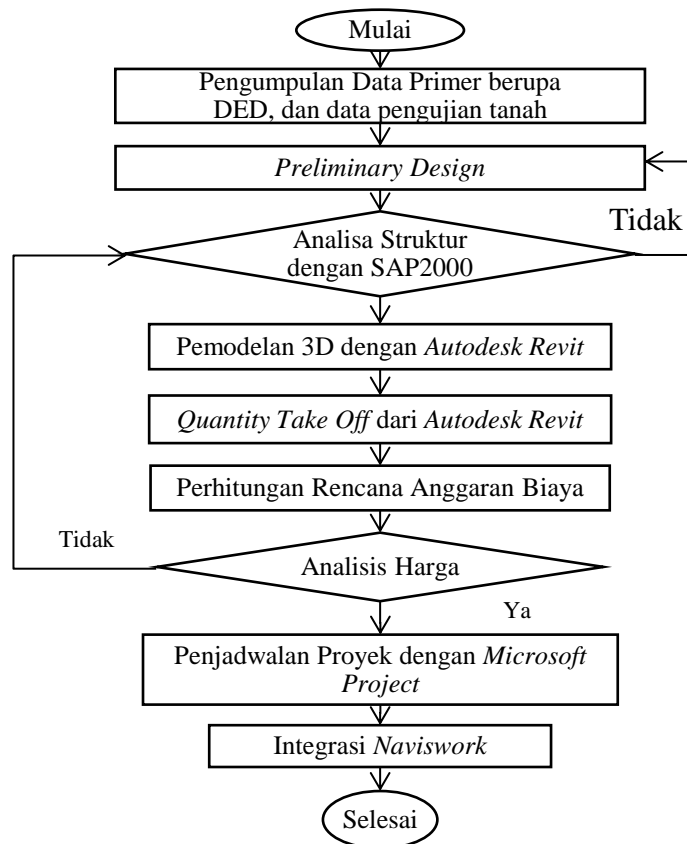 Mulai
Pengumpulan Data Primer berupa
DED, dan data pengujian tanah
Preliminary Design
Tidak
Analisa Struktur
dengan SAP2000
Pemodelan 3D dengan Autodesk Revit
Quantity Take Off dari Autodesk Revit
Perhitungan Rencana Anggaran Biaya
Tidak
Analisis Harga
Ya
Penjadwalan Proyek dengan Microsoft
Project
Integrasi Naviswork
Selesai